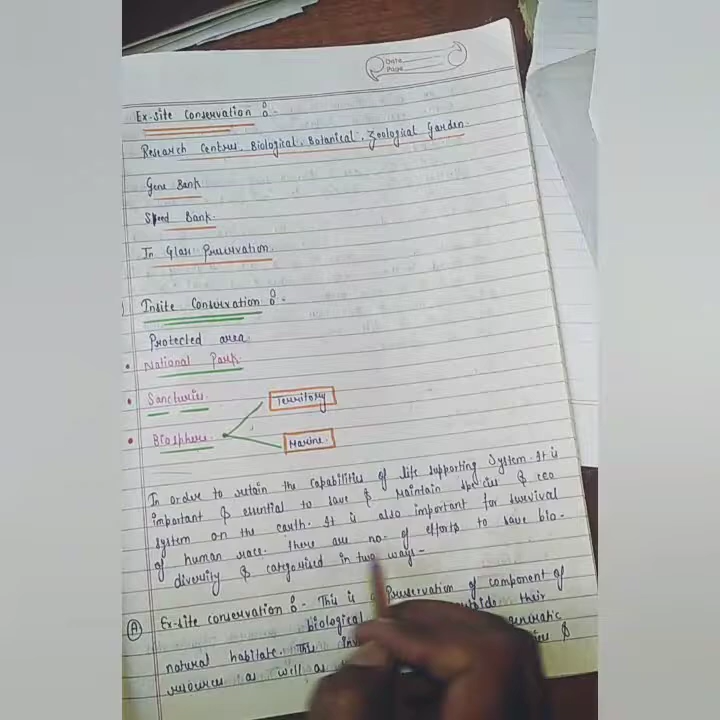 Date
Page
Ex-site Conservation :-
Research Centres, Biological, Botanical, Zoological Garden.
Gene Bank
Speed Bank.
In Glass Preservation.
Insite Conservation :-
Protected area
• National Park.
• Sancturies.
Territory
• Biosphere.
Marine.
In order to retain the capabilities of life supporting System. It is
important & essential to save & Maintain species & eco
system on the earth. It is also important for survival
of human race. There are no. of efforts to save bio-
diversity & categorised in two ways-
(A) Ex-site conservation :- This is a Preservation of component of
biological outside their
natural habitate. This
resources as well as